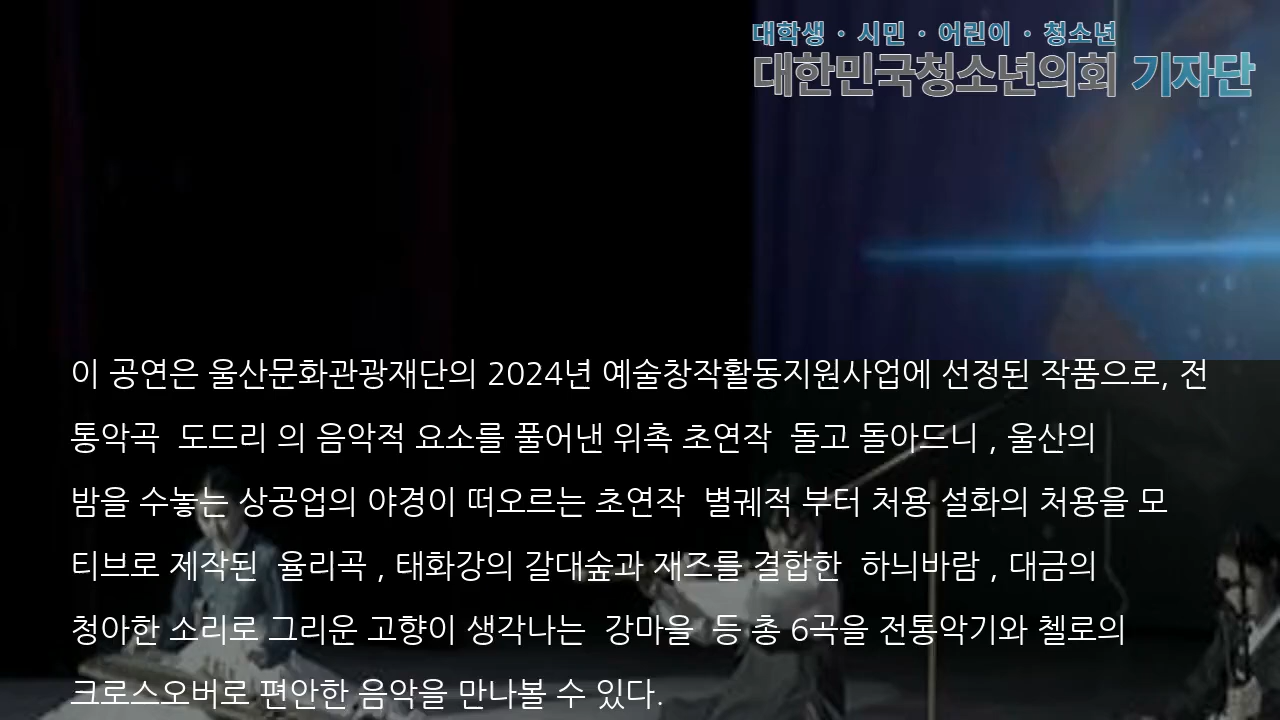 대학생 · 시민 · 어린이 · 청소년
대한민국청소년의회 기자단
이 공연은 울산문화관광재단의 2024년 예술창작활동지원사업에 선정된 작품으로, 전
통악곡 도드리 의 음악적 요소를 풀어낸 위촉 초연작 돌고 돌아드니 , 울산의
밤을 수놓는 상공업의 야경이 떠오르는 초연작 별궤적 부터 처용 설화의 처용을 모
티브로 제작된 율리곡 , 태화강의 갈대숲과 재즈를 결합한 하늬바람 , 대금의
청아한 소리로 그리운 고향이 생각나는 강마을 등 총 6곡을 전통악기와 첼로의
크로스오버로 편안한 음악을 만나볼 수 있다.